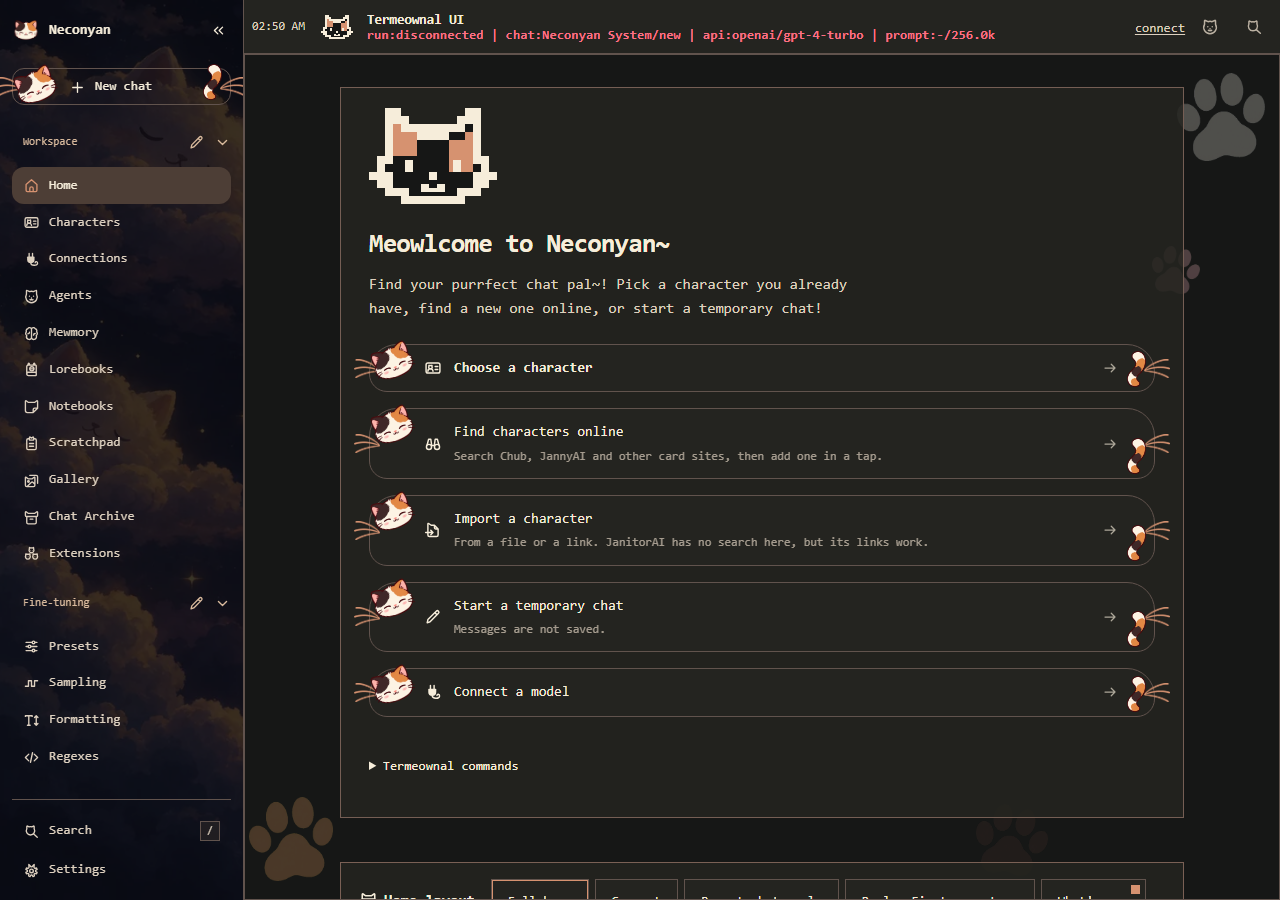 Neconyan
New chat
Workspace
Home
Characters
Connections
Agents
Mewmory
Lorebooks
Notebooks
Scratchpad
Gallery
Chat Archive
Extensions
Fine-tuning
Presets
Sampling
Formatting
Regexes
Search /
Settings
02:50 AM
Termeownal UI
run:disconnected | chat:Neconyan System/new | api:openai/gpt-4-turbo | prompt:-/256.0k
connect
Meowlcome to Neconyan~
Find your purrfect chat pal~! Pick a character you already
have, find a new one online, or start a temporary chat!
Choose a character
Find characters online
Search Chub, JannyAI and other card sites, then add one in a tap.
Import a character
From a file or a link. JanitorAI has no search here, but its links work.
Start a temporary chat
Messages are not saved.
Connect a model
Termeownal commands